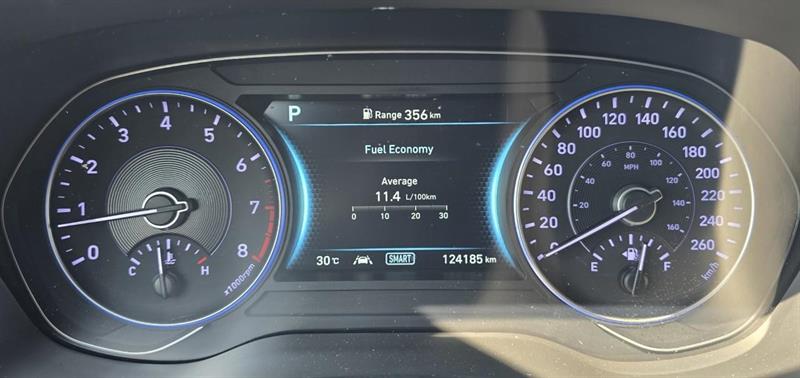 0 1 2 3 4 5 6 7 8
x1000rpm
C H
P
Range 356 km
Fuel Economy
Average
11.4 L/100km
0 10 20 30
30℃ SMART 124185 km
0 20 40 60 80 100 120 140 160 180 200 220 240 260
km/h
20 40 60 80 100 120 140 160
MPH
E F